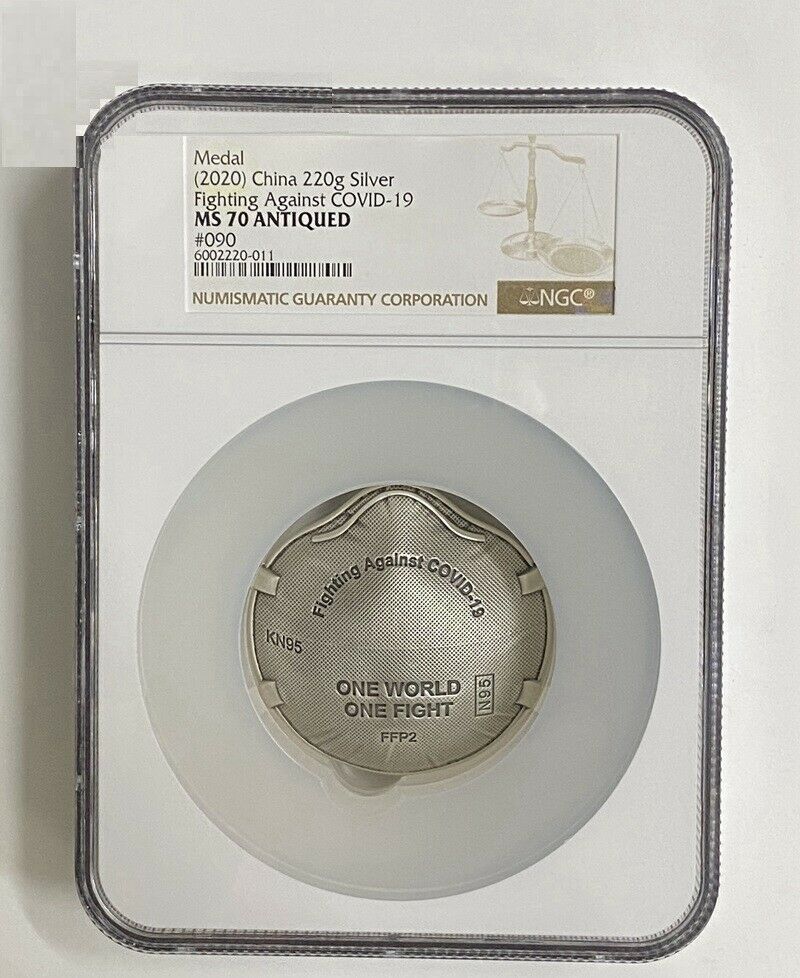 Medal
(2020) China 220g Silver
Fighting Against COVID-19
MS 70 ANTIQUED
#090
6002220-011
NUMISMATIC GUARANTY CORPORATION
NGC®
Fighting Against COVID-19
KN95
ONE WORLD
ONE FIGHT
N95
FFP2